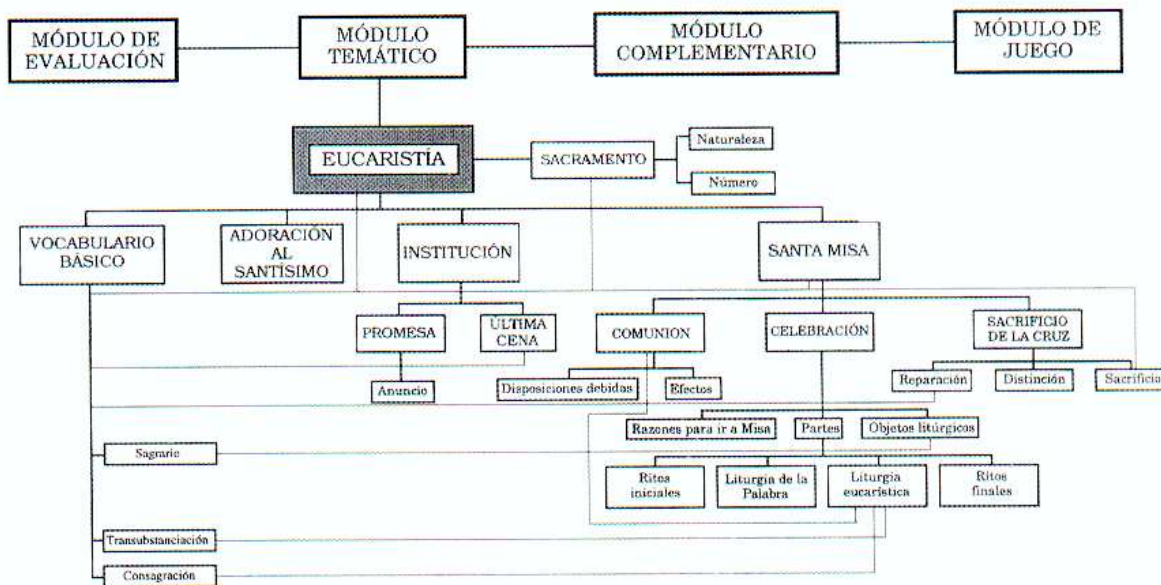 MÓDULO DE
EVALUACIÓN
MÓDULO
TEMÁTICO
MÓDULO
COMPLEMENTARIO
MÓDULO DE
JUEGO
EUCARISTÍA
SACRAMENTO
Naturaleza
Número
VOCABULARIO
BÁSICO
ADORACIÓN
AL
SANTÍSIMO
INSTITUCIÓN
SANTA MISA
PROMESA
ÚLTIMA
CENA
COMUNION
CELEBRACIÓN
SACRIFICIO
DE LA CRUZ
Anuncio
Disposiciones debidas
Efectos
Reparación
Distinción
Sacrificio
Razones para ir a Misa
Partes
Objetos litúrgicos
Sagrario
Ritos
iniciales
Liturgia de la
Palabra
Liturgia
eucarística
Ritos
finales
Transubstanciación
Consagración